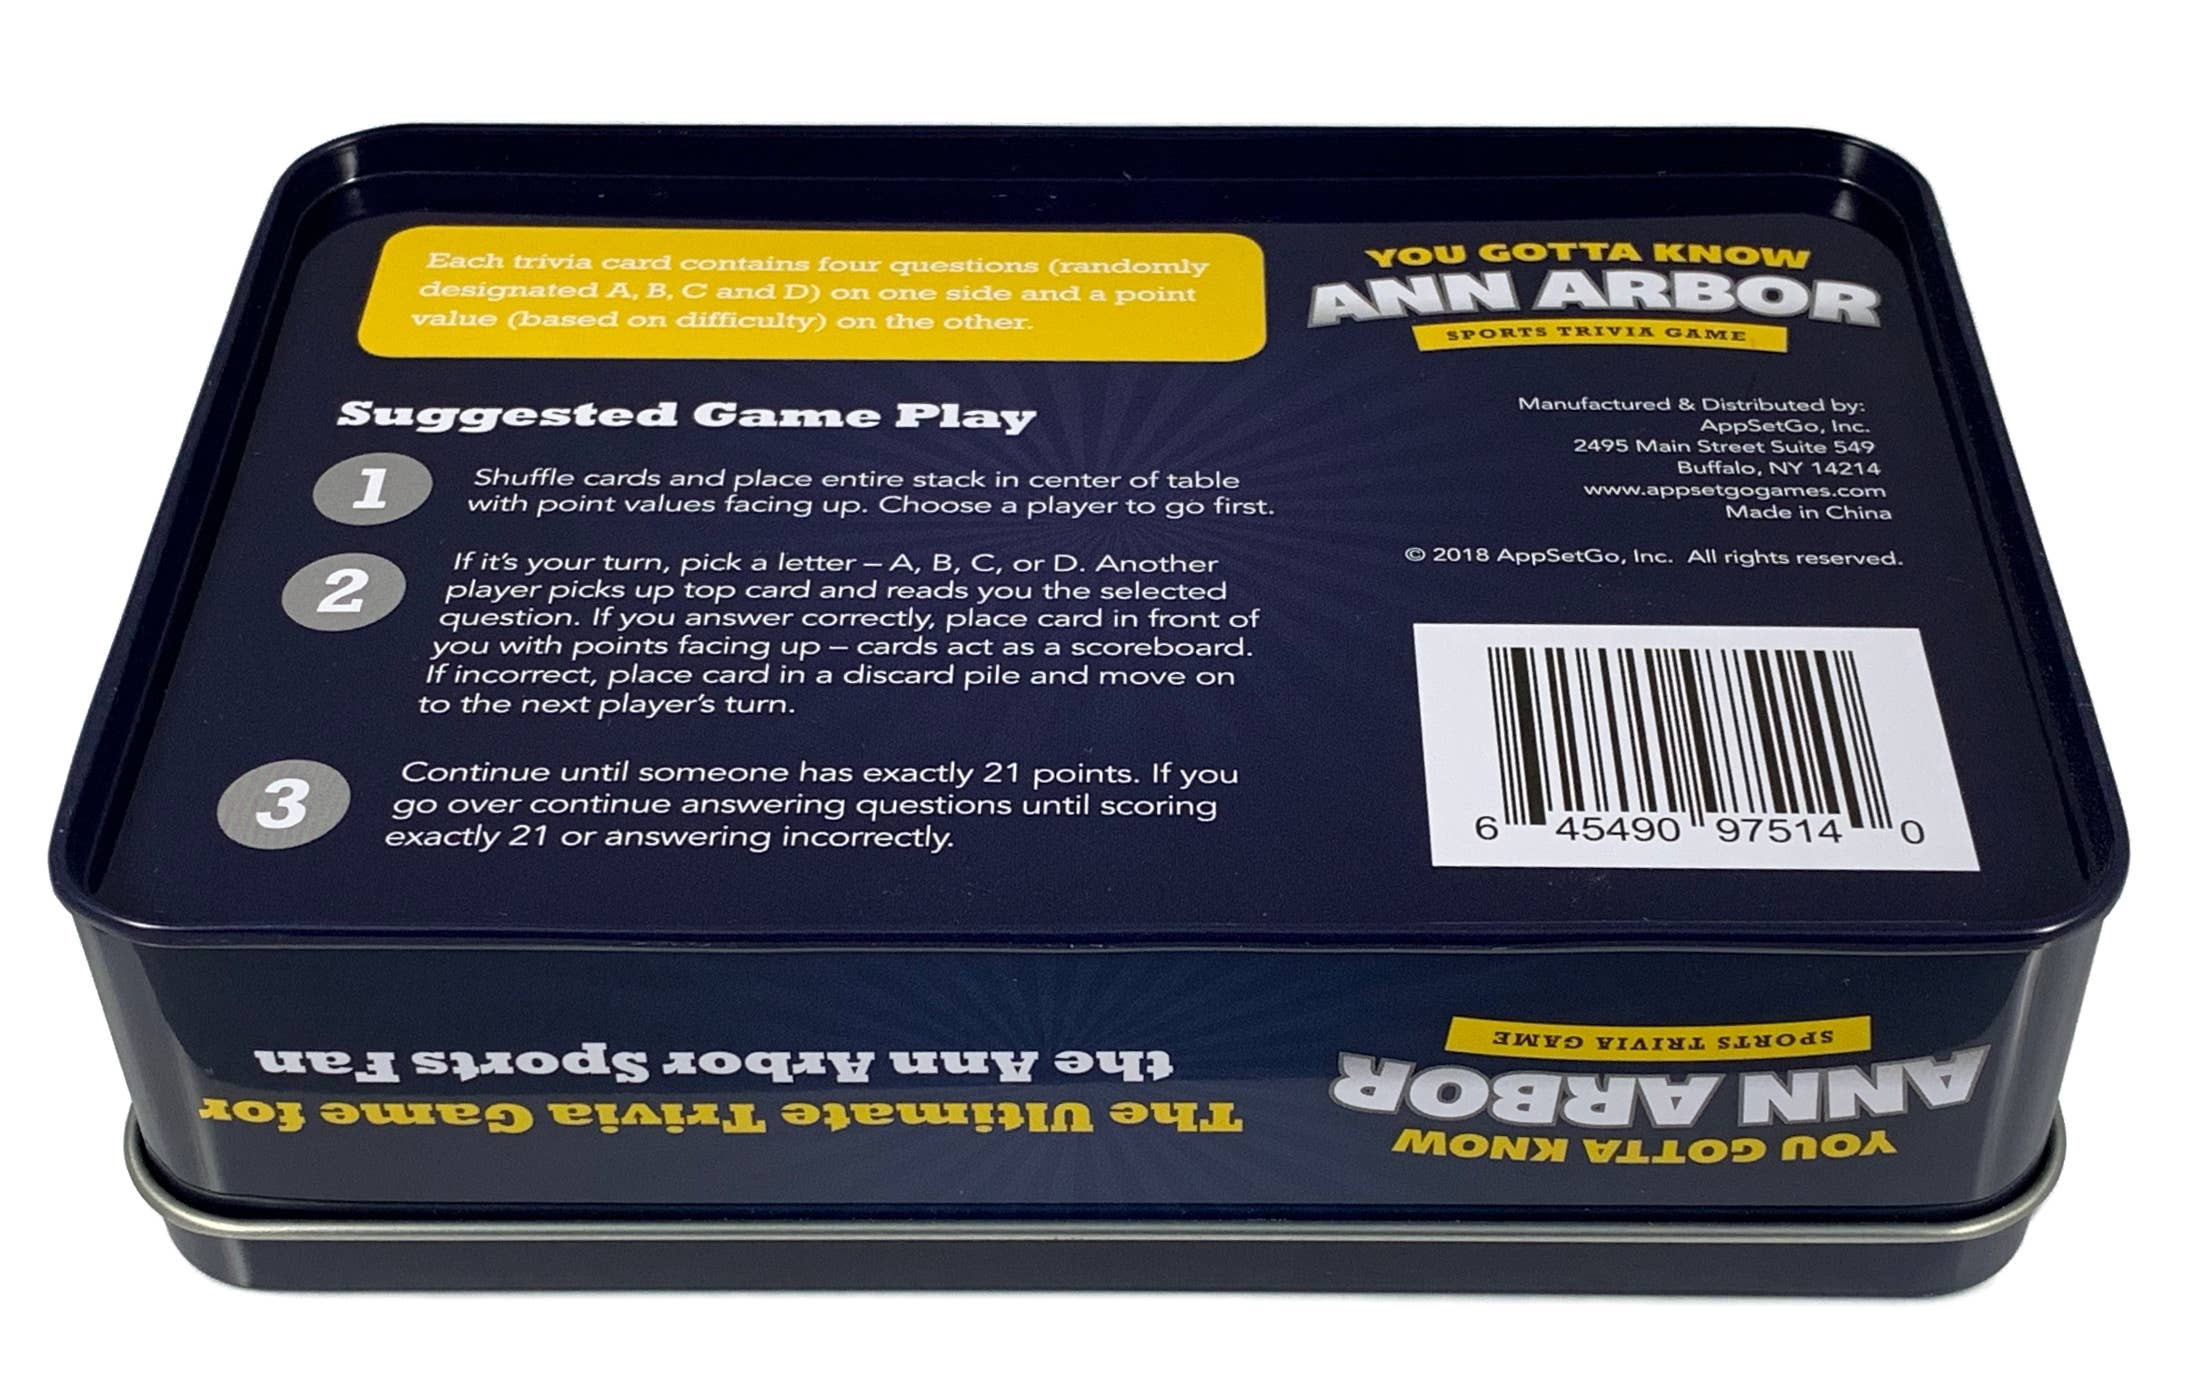 Each trivia card contains four questions (randomly
designated A, B, C and D) on one side and a point
value (based on difficulty) on the other.
Suggested Game Play
1
Shuffle cards and place entire stack in center of table
with point values facing up. Choose a player to go first.
2
If it's your turn, pick a letter – A, B, C, or D. Another
player picks up top card and reads you the selected
question. If you answer correctly, place card in front of
you with points facing up – cards act as a scoreboard.
If incorrect, place card in a discard pile and move on
to the next player's turn.
3
Continue until someone has exactly 21 points. If you
go over continue answering questions until scoring
exactly 21 or answering incorrectly.
YOU GOTTA KNOW
ANN ARBOR
SPORTS TRIVIA GAME
Manufactured & Distributed by:
AppSetGo, Inc.
2495 Main Street Suite 549
Buffalo, NY 14214
www.appsetgogames.com
Made in China
© 2018 AppSetGo, Inc. All rights reserved.
6 45490 97514 0
YOU GOTTA KNOW
ANN ARBOR
SPORTS TRIVIA GAME
The Ultimate Trivia Game for
the Ann Arbor Sports Fan